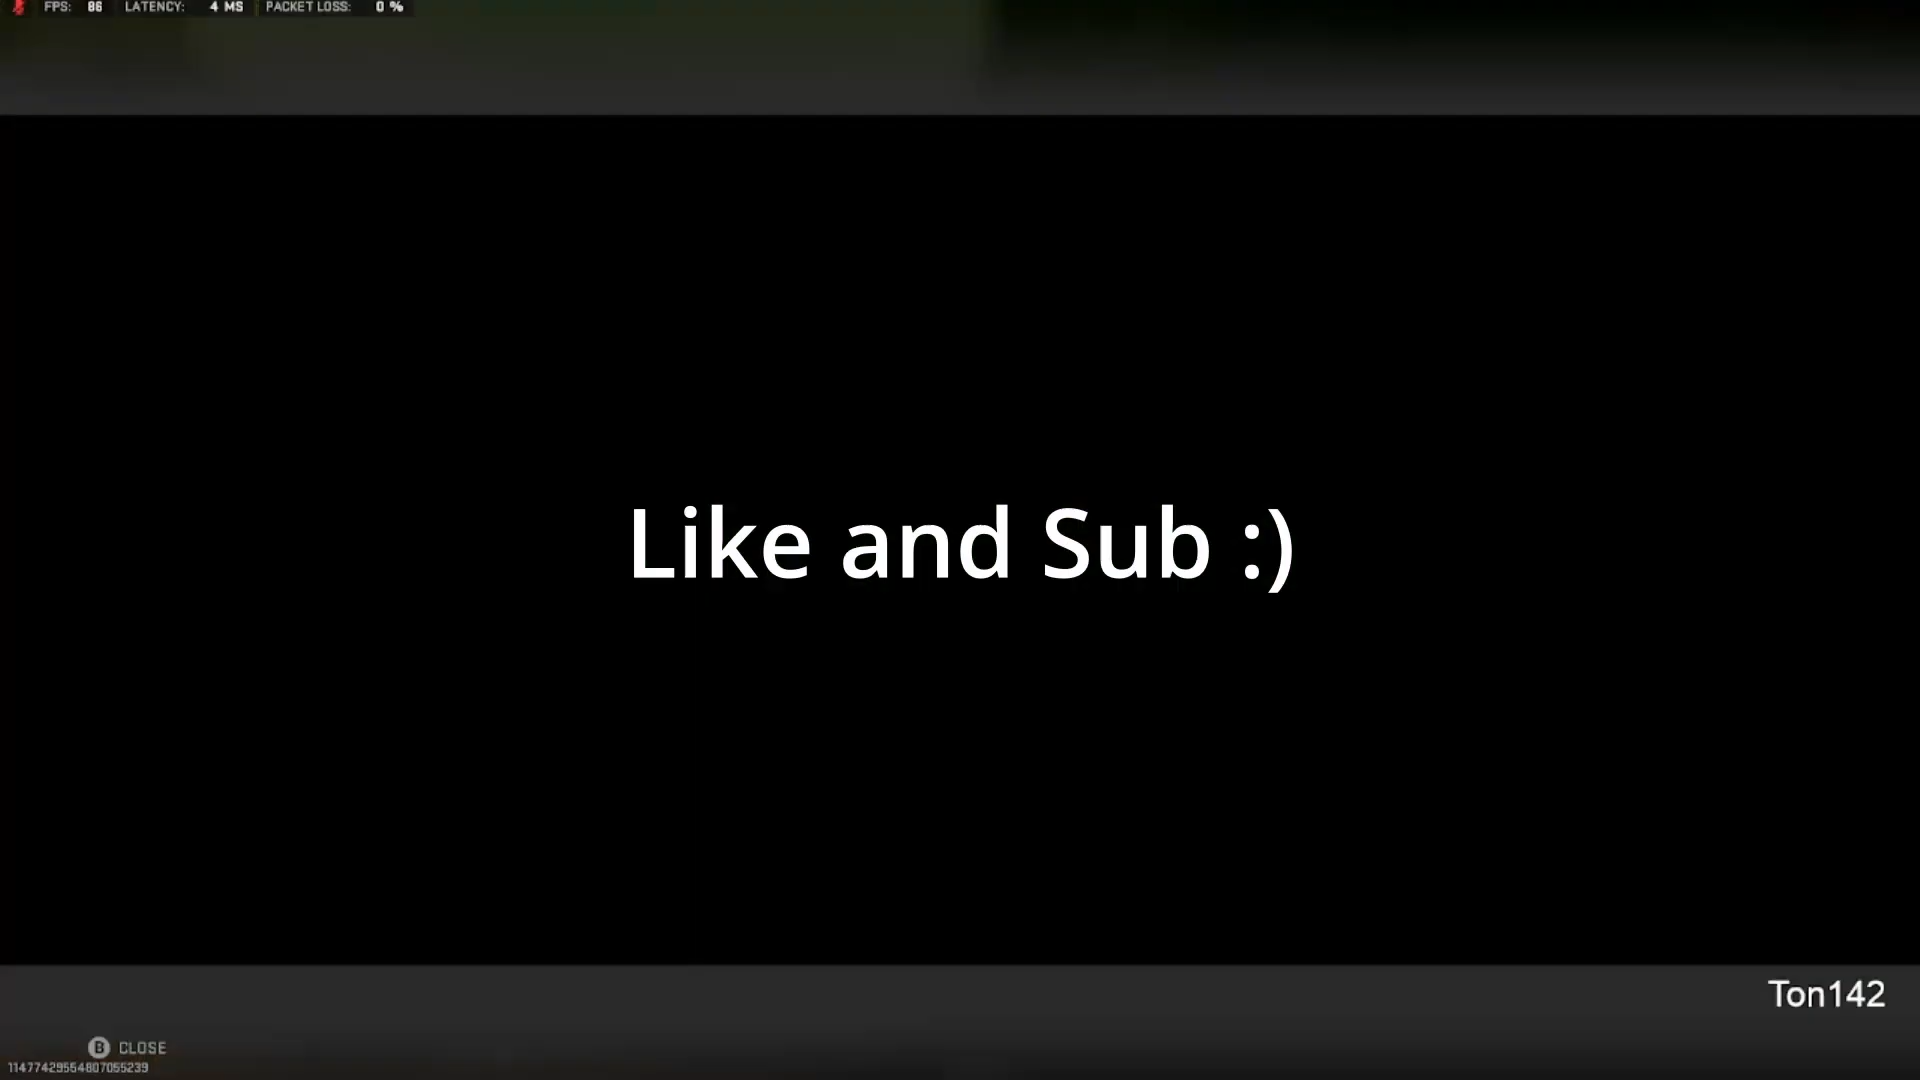 FPS: 86 LATENCY: 4 MS PACKET LOSS: 0 %
Like and Sub :)
Ton142
B CLOSE
11477429554807055239